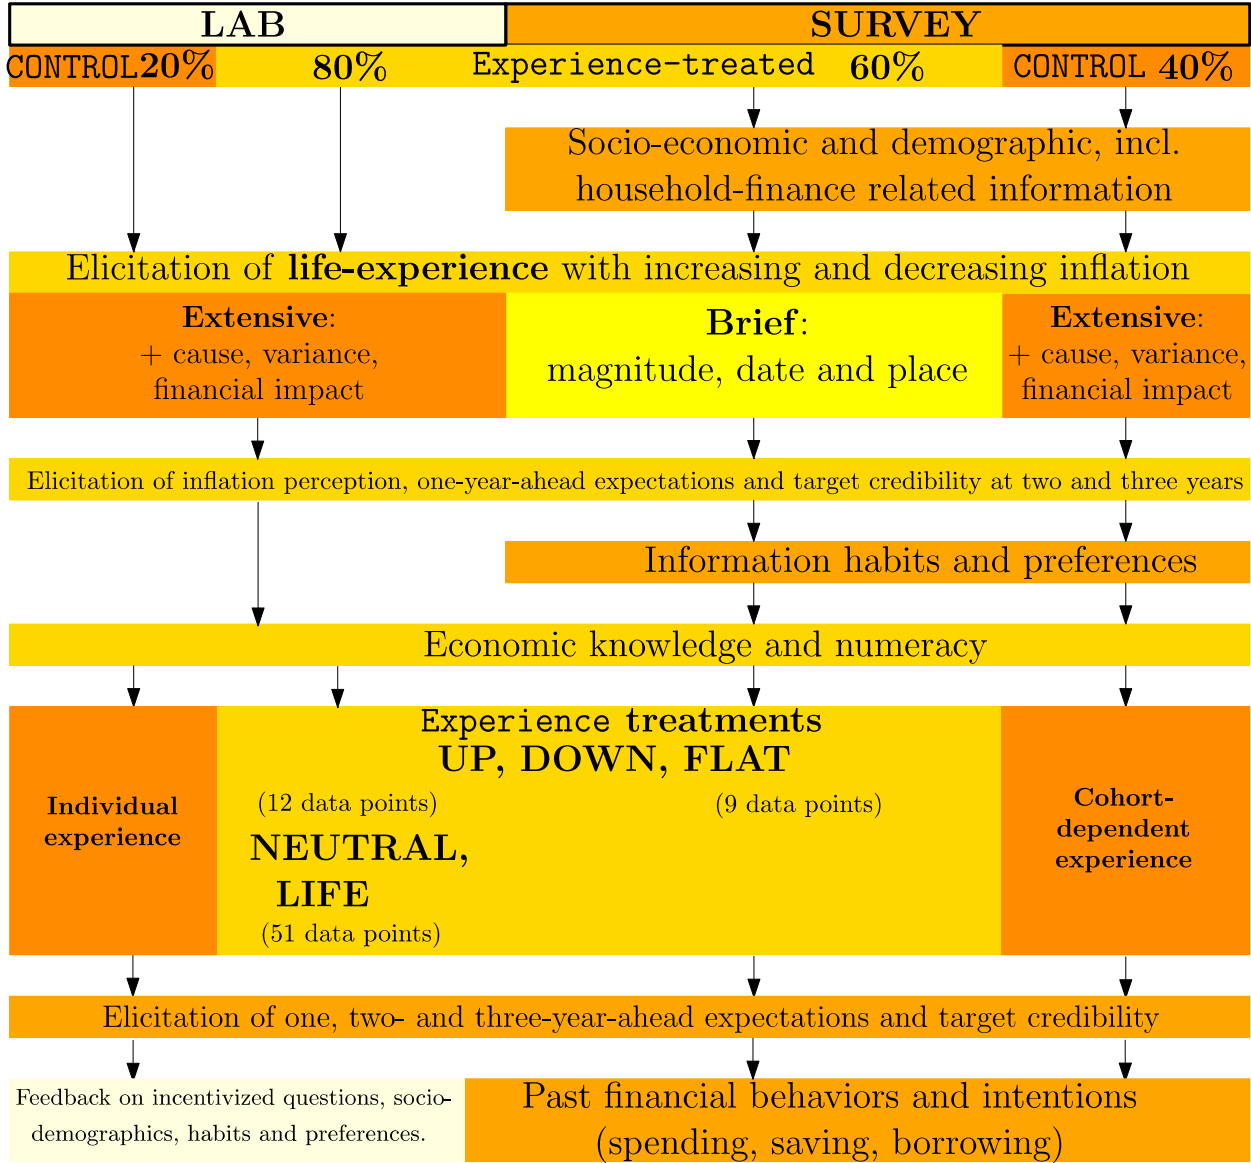 LAB
SURVEY
CONTROL20%
80%
Experience-treated 60%
CONTROL 40%
Socio-economic and demographic, incl.
household-finance related information
Elicitation of life-experience with increasing and decreasing inflation
Extensive:
+ cause, variance,
financial impact
Brief:
magnitude, date and place
Extensive:
+ cause, variance,
financial impact
Elicitation of inflation perception, one-year-ahead expectations and target credibility at two and three years
Information habits and preferences
Economic knowledge and numeracy
Individual
experience
Experience treatments
UP, DOWN, FLAT
(12 data points)
(9 data points)
NEUTRAL,
LIFE
(51 data points)
Cohort-
dependent
experience
Elicitation of one, two- and three-year-ahead expectations and target credibility
Feedback on incentivized questions, socio-
demographics, habits and preferences.
Past financial behaviors and intentions
(spending, saving, borrowing)